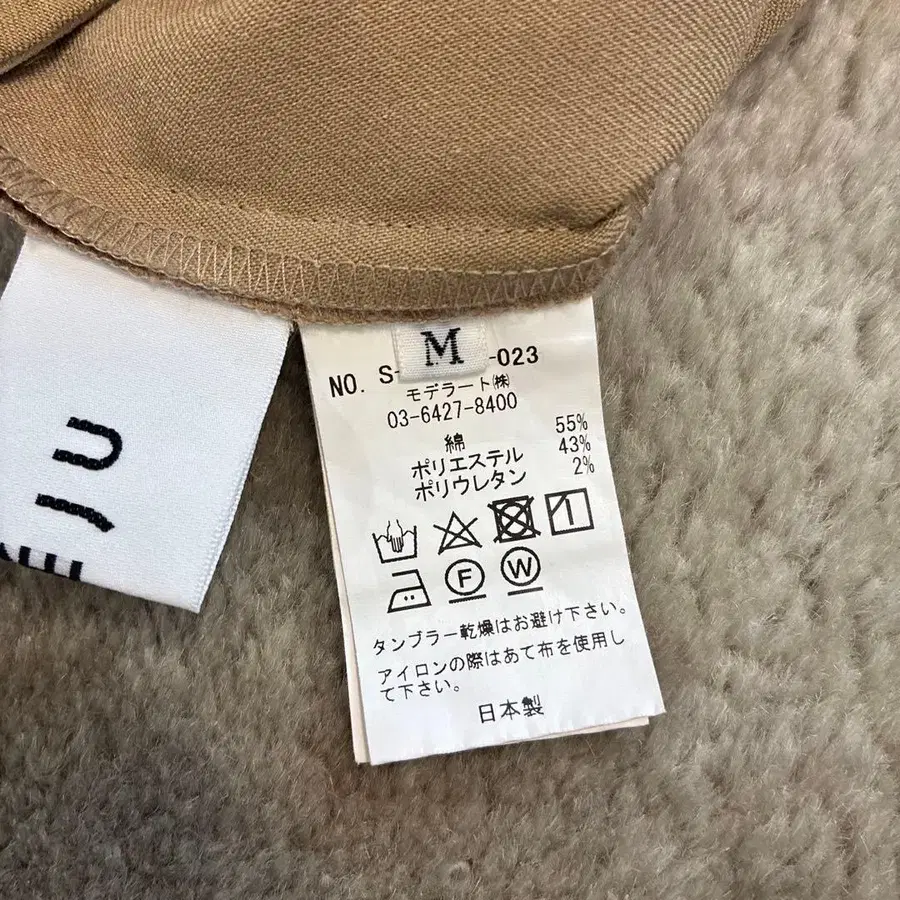 EJU
M
NO. S- -023
モデラート㈱
03-6427-8400
綿 55%
ポリエステル 43%
ポリウレタン 2%
F W
タンブラー乾燥はお避け下さい。
アイロンの際はあて布を使用し
て下さい。
日本製